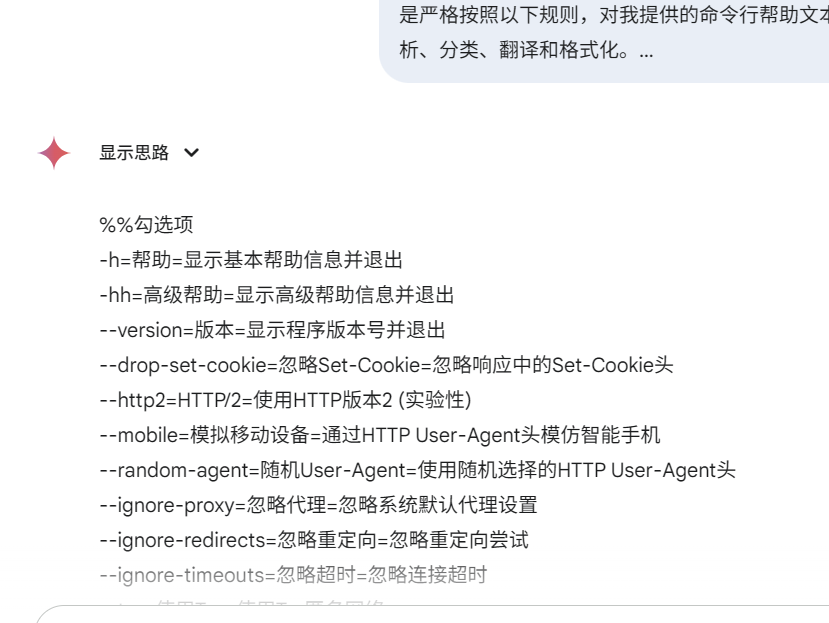 是严格按照以下规则，对我提供的命令行帮助文本
析、分类、翻译和格式化。...
显示思路
%%勾选项
-h=帮助=显示基本帮助信息并退出
-hh=高级帮助=显示高级帮助信息并退出
--version=版本=显示程序版本号并退出
--drop-set-cookie=忽略Set-Cookie=忽略响应中的Set-Cookie头
--http2=HTTP/2=使用HTTP版本2 (实验性)
--mobile=模拟移动设备=通过HTTP User-Agent头模仿智能手机
--random-agent=随机User-Agent=使用随机选择的HTTP User-Agent头
--ignore-proxy=忽略代理=忽略系统默认代理设置
--ignore-redirects=忽略重定向=忽略重定向尝试
--ignore-timeouts=忽略超时=忽略连接超时